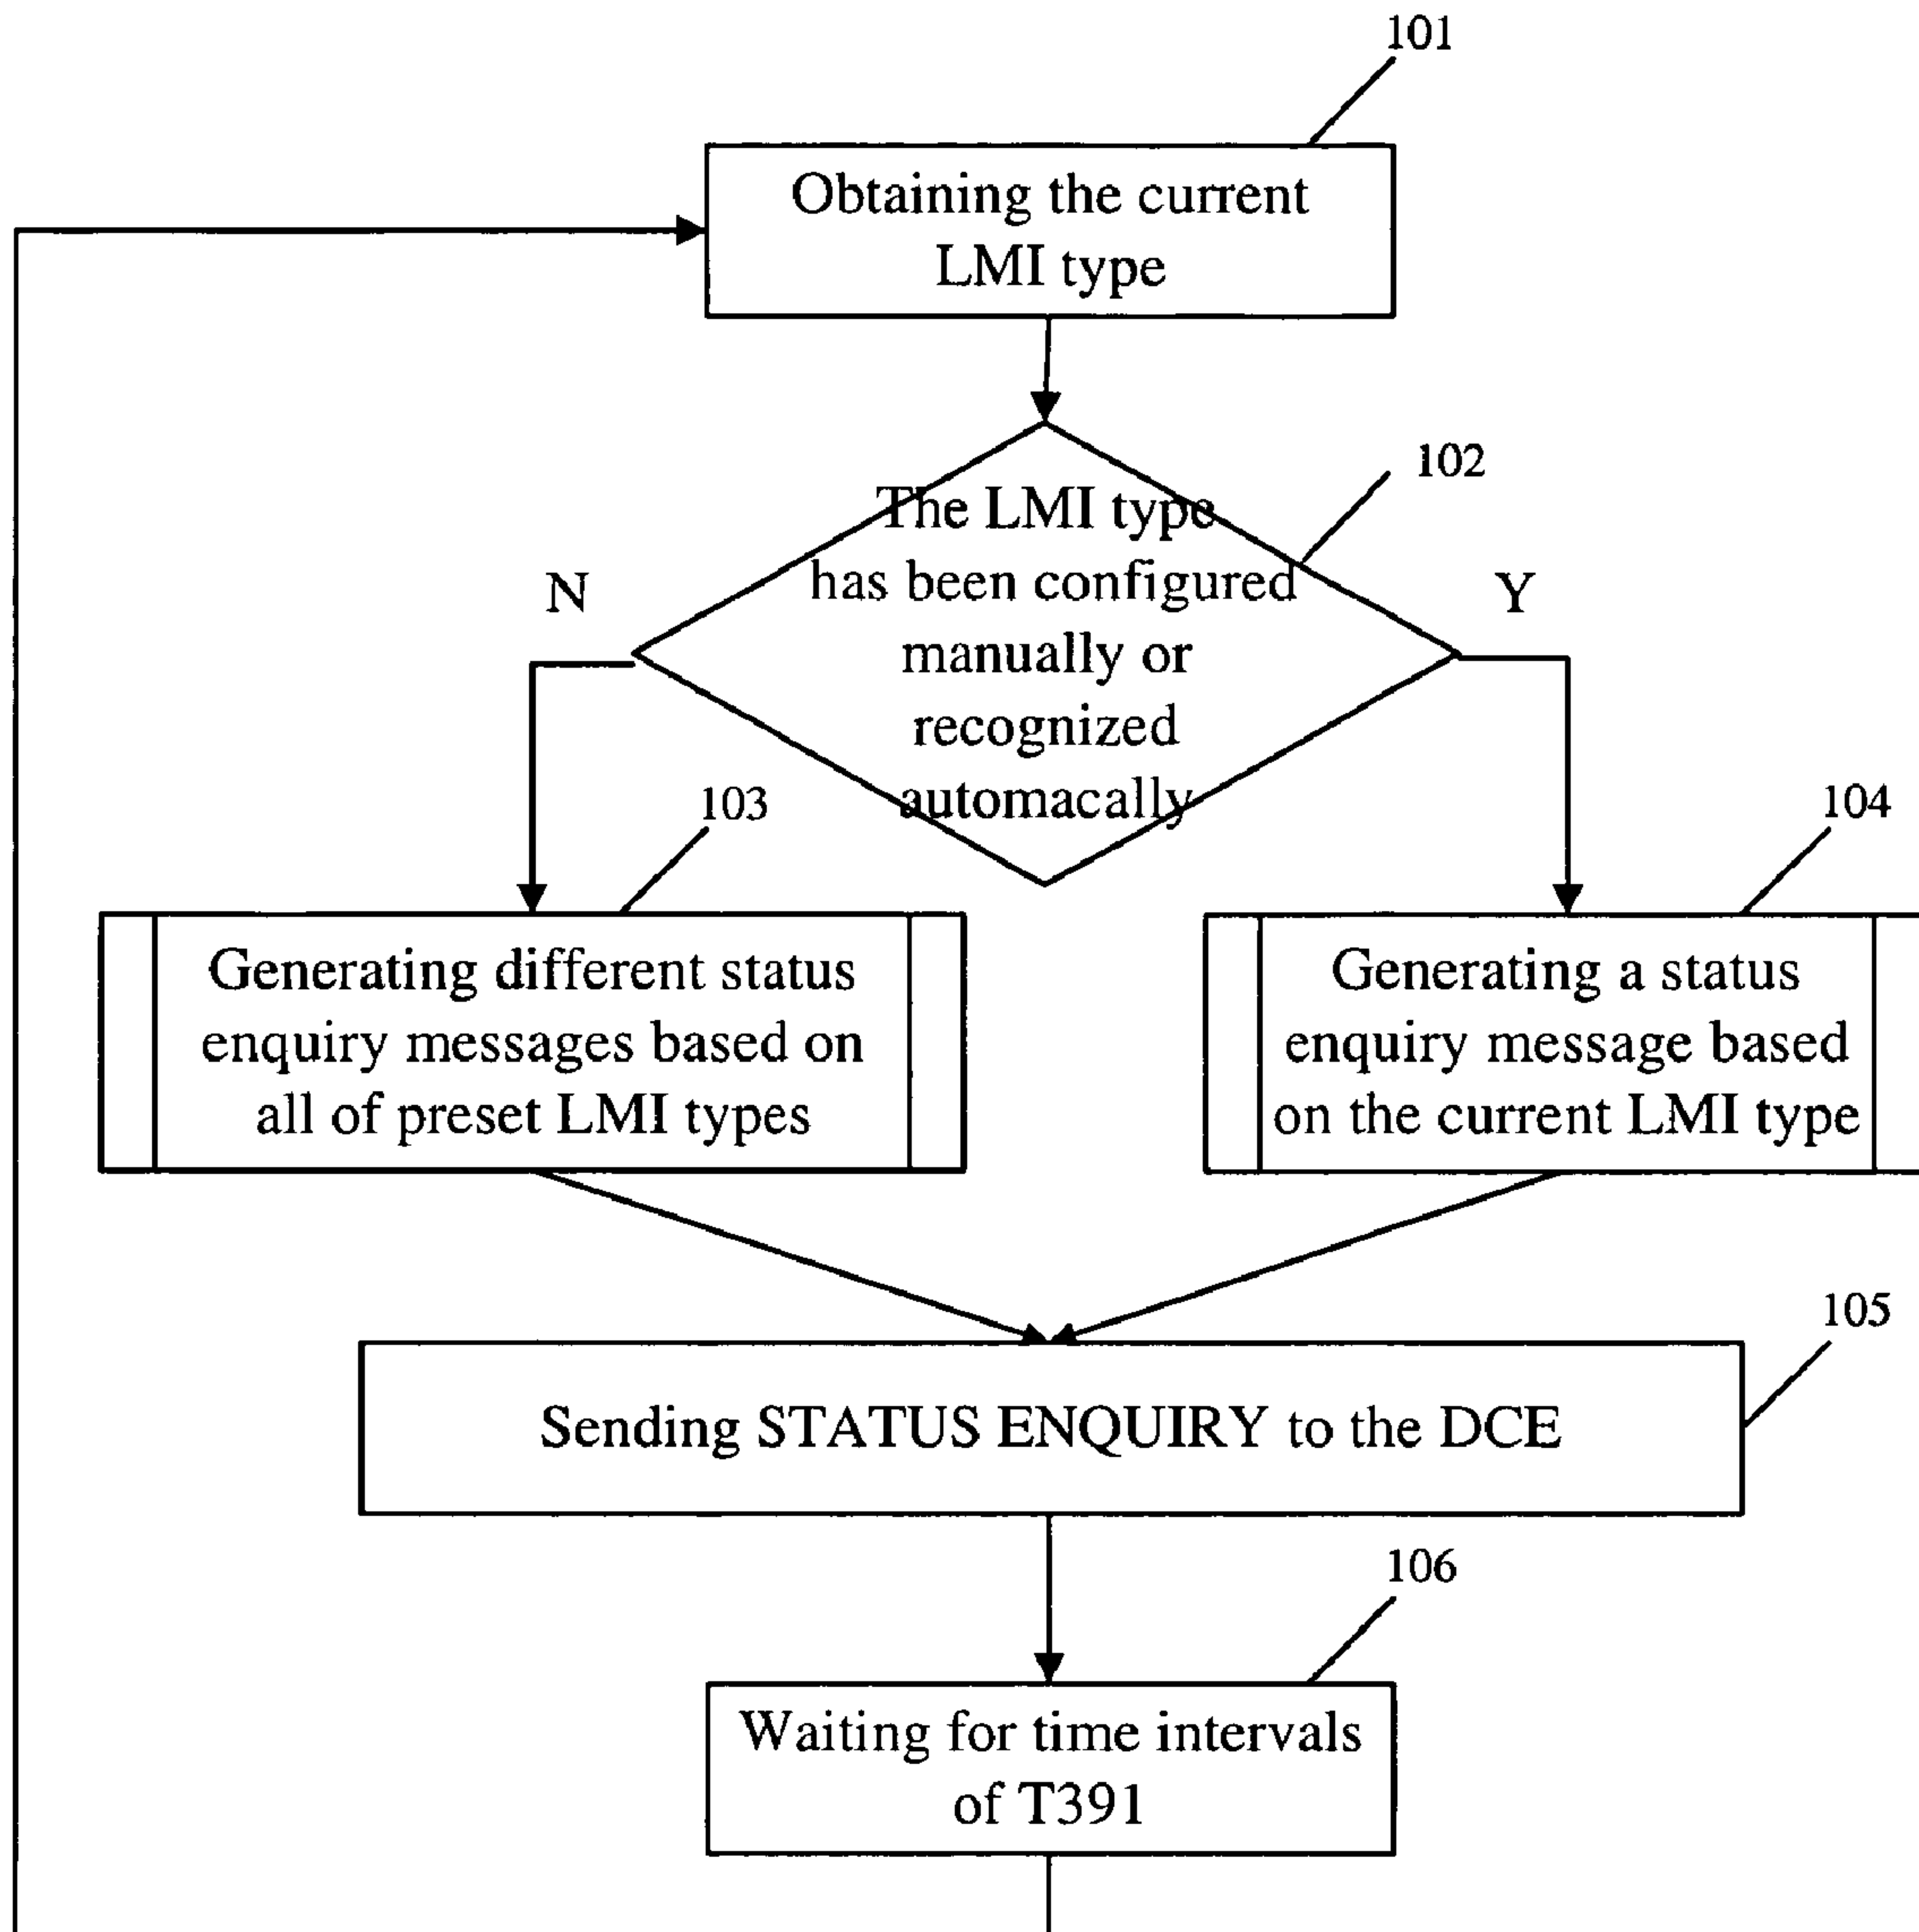 101
Obtaining the current
LMI type
102
The LMI type
has been configured
manually or
recognized
automacally
N
Y
103
104
Generating different status
enquiry messages based on
all of preset LMI types
Generating a status
enquiry message based
on the current LMI type
105
Sending STATUS ENQUIRY to the DCE
106
Waiting for time intervals
of T391